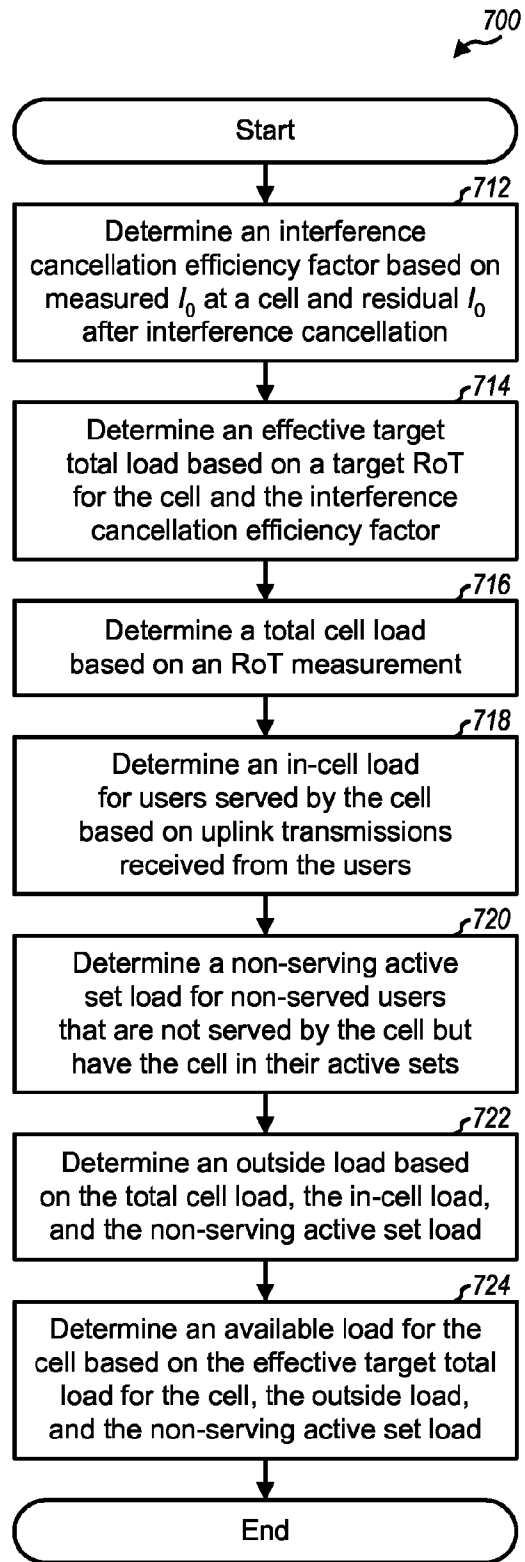 700
Start
712
Determine an interference
cancellation efficiency factor based on
measured I0 at a cell and residual I0
after interference cancellation
714
Determine an effective target
total load based on a target RoT
for the cell and the interference
cancellation efficiency factor
716
Determine a total cell load
based on an RoT measurement
718
Determine an in-cell load
for users served by the cell
based on uplink transmissions
received from the users
720
Determine a non-serving active
set load for non-served users
that are not served by the cell but
have the cell in their active sets
722
Determine an outside load based
on the total cell load, the in-cell load,
and the non-serving active set load
724
Determine an available load for the
cell based on the effective target total
load for the cell, the outside load,
and the non-serving active set load
End